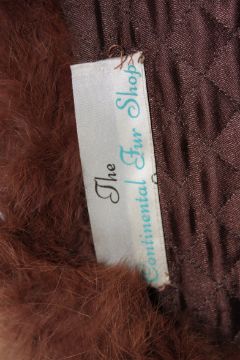 The
Continental Fur Shop